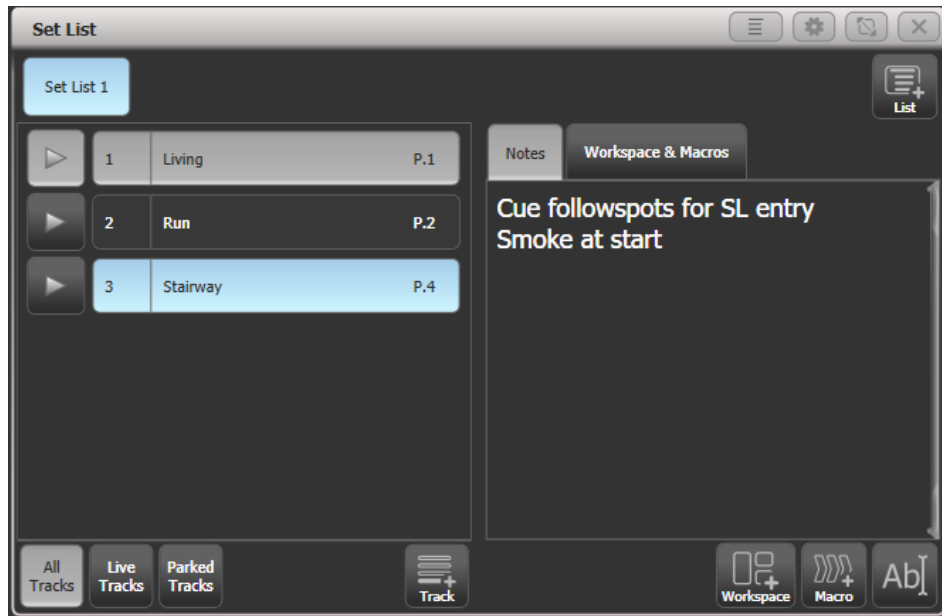 Set List
Set List 1
List
1 Living P.1
2 Run P.2
3 Stairway P.4
Notes
Workspace & Macros
Cue followspots for SL entry
Smoke at start
All
Tracks
Live
Tracks
Parked
Tracks
Track
Workspace
Macro
Ab